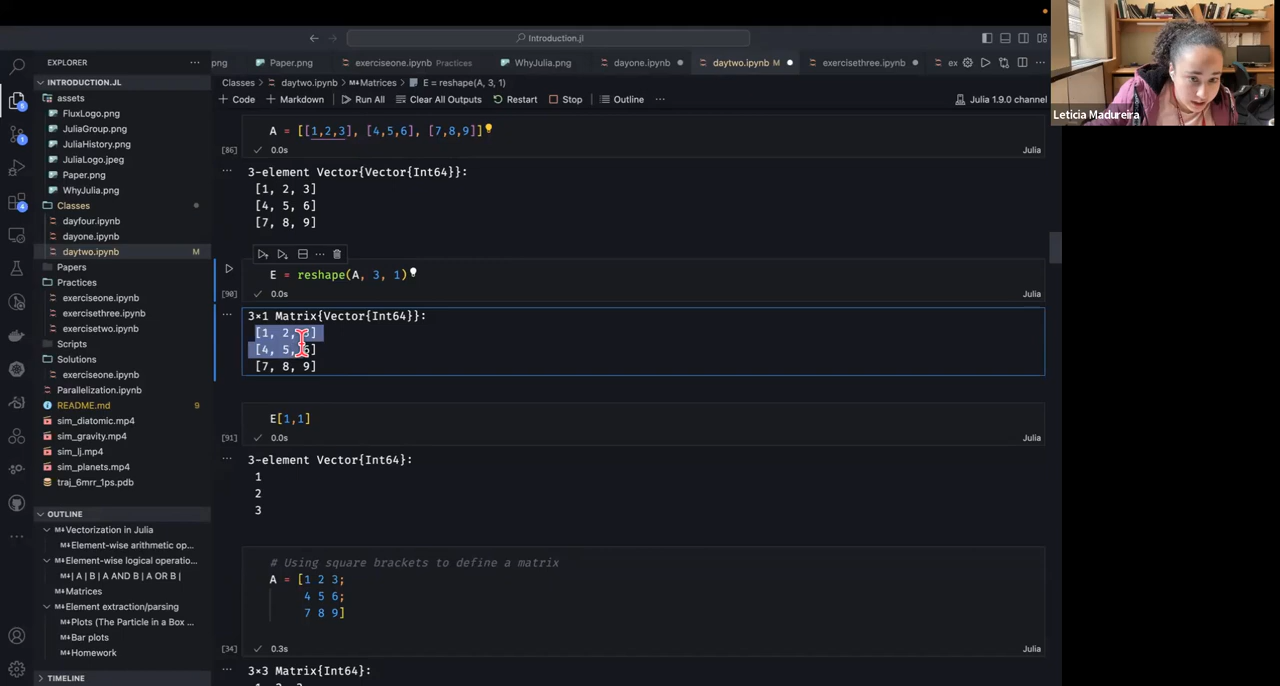 Introduction.jl
EXPLORER
png
Paper.png
exerciseone.ipynb Practices
WhyJulia.png
dayone.ipynb
daytwo.ipynb M
exercisethree.ipynb
ex
INTRODUCTION.JL
Classes > daytwo.ipynb > M↓Matrices > E = reshape(A, 3, 1)
+ Code + Markdown Run All Clear All Outputs Restart Stop Outline ... Julia 1.9.0 channel
assets
FluxLogo.png
JuliaGroup.png
JuliaHistory.png
JuliaLogo.jpeg
Paper.png
WhyJulia.png
Classes
dayfour.ipynb
dayone.ipynb
daytwo.ipynb M
Papers
Practices
exerciseone.ipynb
exercisethree.ipynb
exercisetwo.ipynb
Scripts
Solutions
exerciseone.ipynb
Parallelization.ipynb
README.md 9
sim_diatomic.mp4
sim_gravity.mp4
sim_lj.mp4
sim_planets.mp4
traj_6mrr_1ps.pdb
OUTLINE
M↓Vectorization in Julia
M↓Element-wise arithmetic op...
M↓Element-wise logical operatio...
M↓| A | B | A AND B | A OR B |
M↓Matrices
M↓Element extraction/parsing
M↓Plots (The Particle in a Box ...
M↓Bar plots
M↓Homework
TIMELINE
5
1
4
A = [[1,2,3], [4,5,6], [7,8,9]]
[86] 0.0s Julia
3-element Vector{Vector{Int64}}:
[1, 2, 3]
[4, 5, 6]
[7, 8, 9]
E = reshape(A, 3, 1)
[90] 0.0s Julia
3×1 Matrix{Vector{Int64}}:
[1, 2, 3]
[4, 5, 6]
[7, 8, 9]
E[1,1]
[91] 0.0s Julia
3-element Vector{Int64}:
1
2
3
# Using square brackets to define a matrix
A = [1 2 3;
4 5 6;
7 8 9]
[34] 0.3s Julia
3×3 Matrix{Int64}:
Leticia Madureira